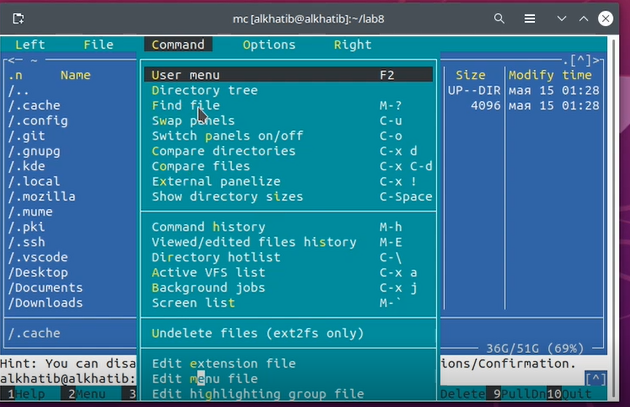 mc [alkhatib@alkhatib]:~/lab8
Left File Command Options Right
<— ~ .[^]>
.n Name Size Modify time
User menu F2
/.. Directory tree UP--DIR мая 15 01:28
/.cache Find file M-? 4096 мая 15 01:28
/.config Swap panels C-u
/.git Switch panels on/off C-o
/.gnupg Compare directories C-x d
/.kde Compare files C-x C-d
/.local External panelize C-x !
/.mozilla Show directory sizes C-Space
/.mume
/.pki Command history M-h
/.ssh Viewed/edited files history M-E
/.vscode Directory hotlist C-\
/Desktop Active VFS list C-x a
/Documents Background jobs C-x j
/Downloads Screen list M-`
/.cache Undelete files (ext2fs only)
36G/51G (69%)
Hint: You can disa Edit extension file ions/Confirmation.
alkhatib@alkhatib: Edit menu file [^]
1Help 2Menu 3 Edit highlighting group file Delete 9PullDn 10Quit